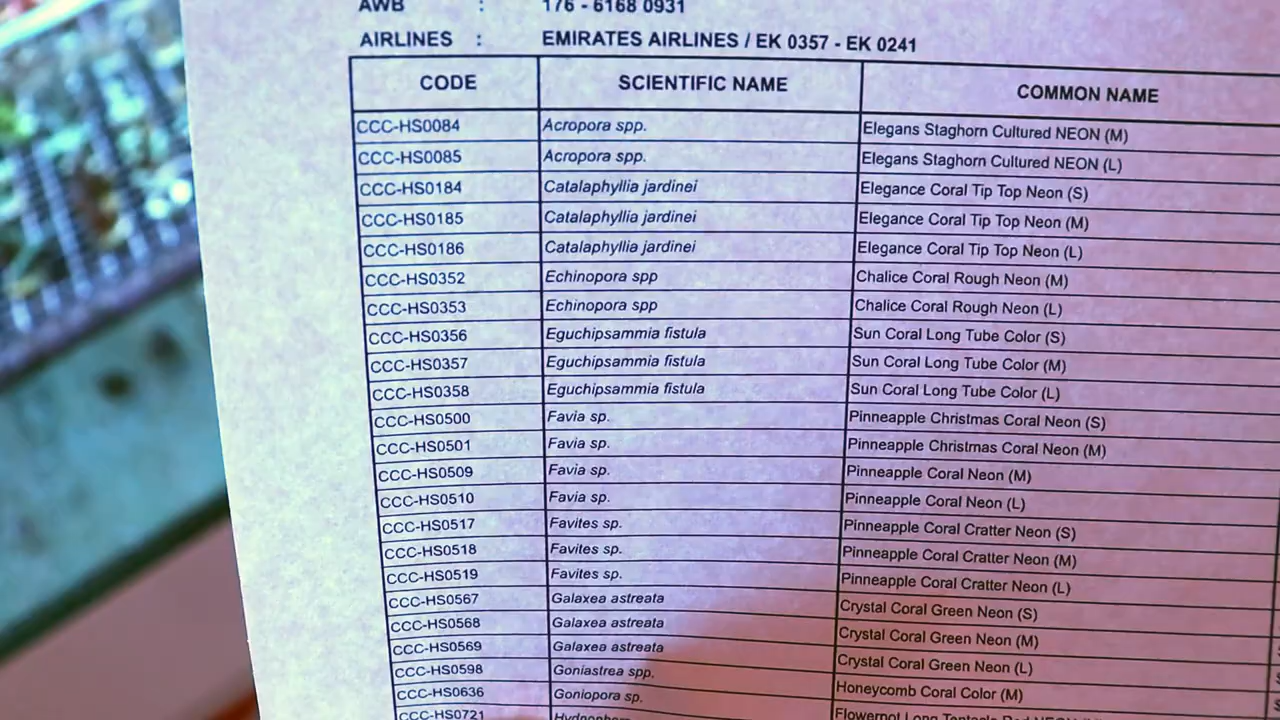 AWB : 176 - 6168 0931
AIRLINES : EMIRATES AIRLINES / EK 0357 - EK 0241
CODE SCIENTIFIC NAME COMMON NAME
CCC-HS0084 Acropora spp. Elegans Staghorn Cultured NEON (M)
CCC-HS0085 Acropora spp. Elegans Staghorn Cultured NEON (L)
CCC-HS0184 Catalaphyllia jardinei Elegance Coral Tip Top Neon (S)
CCC-HS0185 Catalaphyllia jardinei Elegance Coral Tip Top Neon (M)
CCC-HS0186 Catalaphyllia jardinei Elegance Coral Tip Top Neon (L)
CCC-HS0352 Echinopora spp Chalice Coral Rough Neon (M)
CCC-HS0353 Echinopora spp Chalice Coral Rough Neon (L)
CCC-HS0356 Eguchipsammia fistula Sun Coral Long Tube Color (S)
CCC-HS0357 Eguchipsammia fistula Sun Coral Long Tube Color (M)
CCC-HS0358 Eguchipsammia fistula Sun Coral Long Tube Color (L)
CCC-HS0500 Favia sp. Pinneapple Christmas Coral Neon (S)
CCC-HS0501 Favia sp. Pinneapple Christmas Coral Neon (M)
CCC-HS0509 Favia sp. Pinneapple Coral Neon (M)
CCC-HS0510 Favia sp. Pinneapple Coral Neon (L)
CCC-HS0517 Favites sp. Pinneapple Coral Cratter Neon (S)
CCC-HS0518 Favites sp. Pinneapple Coral Cratter Neon (M)
CCC-HS0519 Favites sp. Pinneapple Coral Cratter Neon (L)
CCC-HS0567 Galaxea astreata Crystal Coral Green Neon (S)
CCC-HS0568 Galaxea astreata Crystal Coral Green Neon (M)
CCC-HS0569 Galaxea astreata Crystal Coral Green Neon (L)
CCC-HS0598 Goniastrea spp. Honeycomb Coral Color (M)
CCC-HS0636 Goniopora sp. Flowerpot Long Tentacle Red
CCC-HS0721